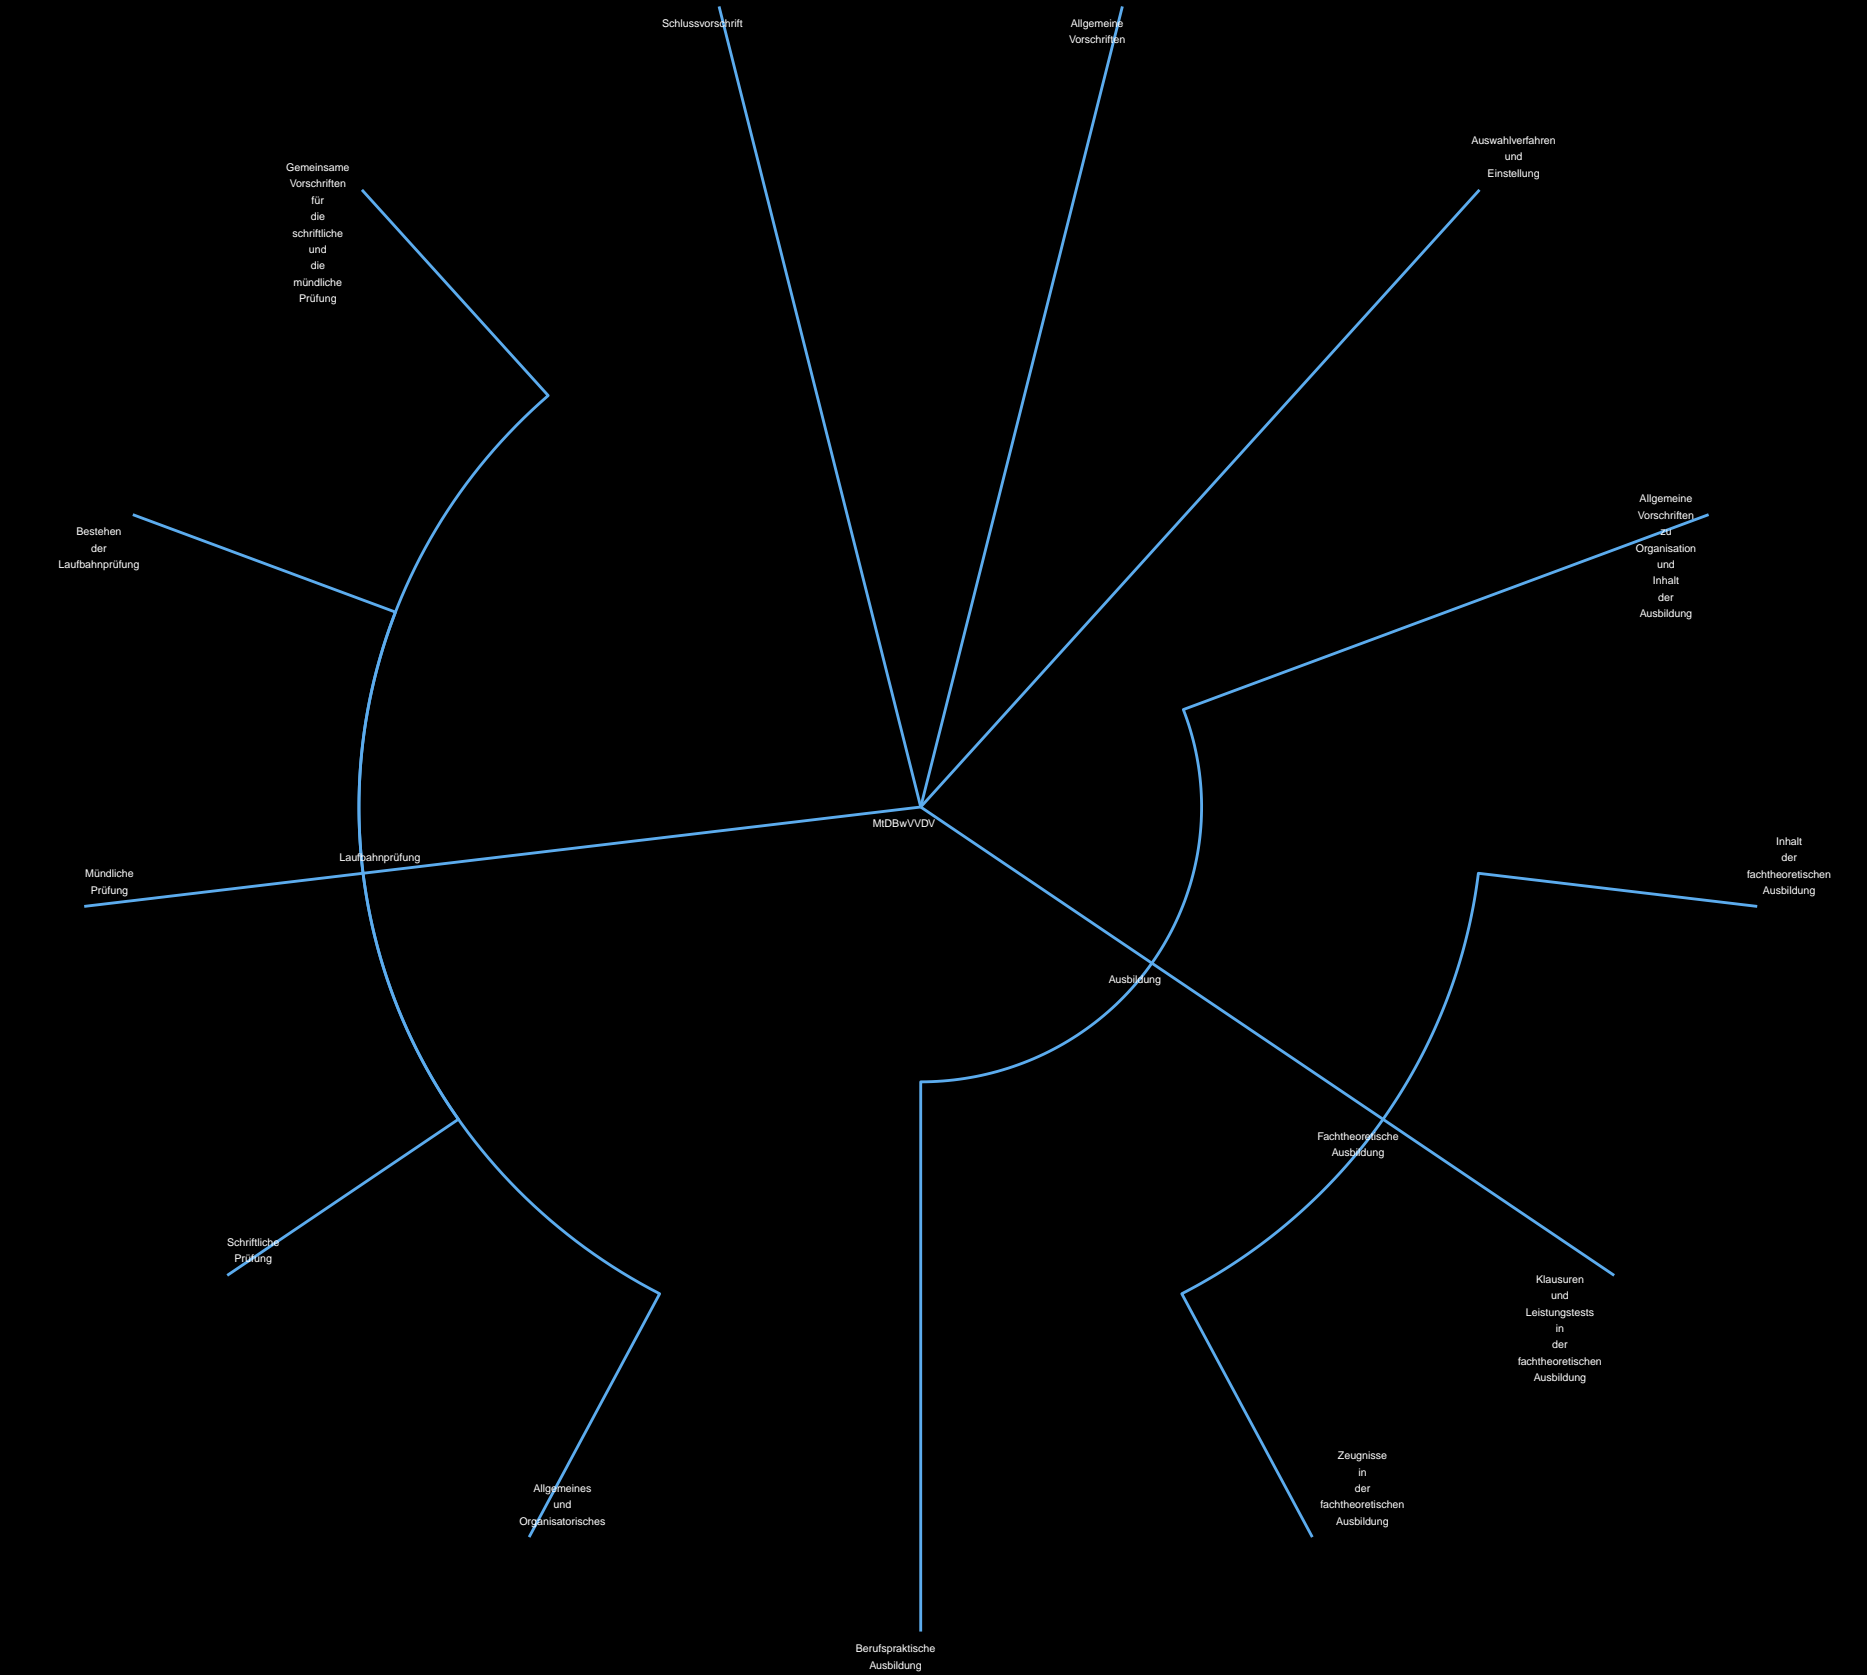 Schlussvorschrift
Allgemeine
Vorschriften
Auswahlverfahren
und
Einstellung
Gemeinsame
Vorschriften
für
die
schriftliche
und
die
mündliche
Prüfung
Allgemeine
Vorschriften
zu
Organisation
und
Inhalt
der
Ausbildung
Bestehen
der
Laufbahnprüfung
MtDBwVVDV
Laufbahnprüfung
Mündliche
Prüfung
Inhalt
der
fachtheoretischen
Ausbildung
Ausbildung
Fachtheoretische
Ausbildung
Schriftliche
Prüfung
Klausuren
und
Leistungstests
in
der
fachtheoretischen
Ausbildung
Allgemeines
und
Organisatorisches
Zeugnisse
in
der
fachtheoretischen
Ausbildung
Berufspraktische
Ausbildung